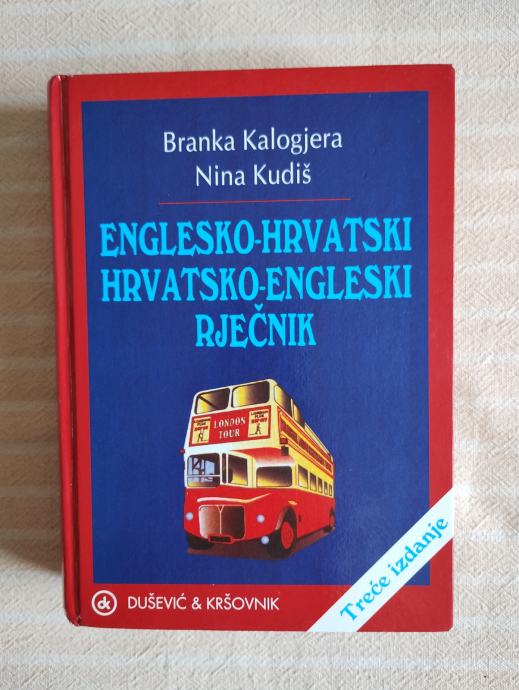 Branka Kalogjera
Nina Kudiš
ENGLESKO-HRVATSKI
HRVATSKO-ENGLESKI
RJEČNIK
LONDON
TOUR
Treće izdanje
dk
DUŠEVIĆ & KRŠOVNIK